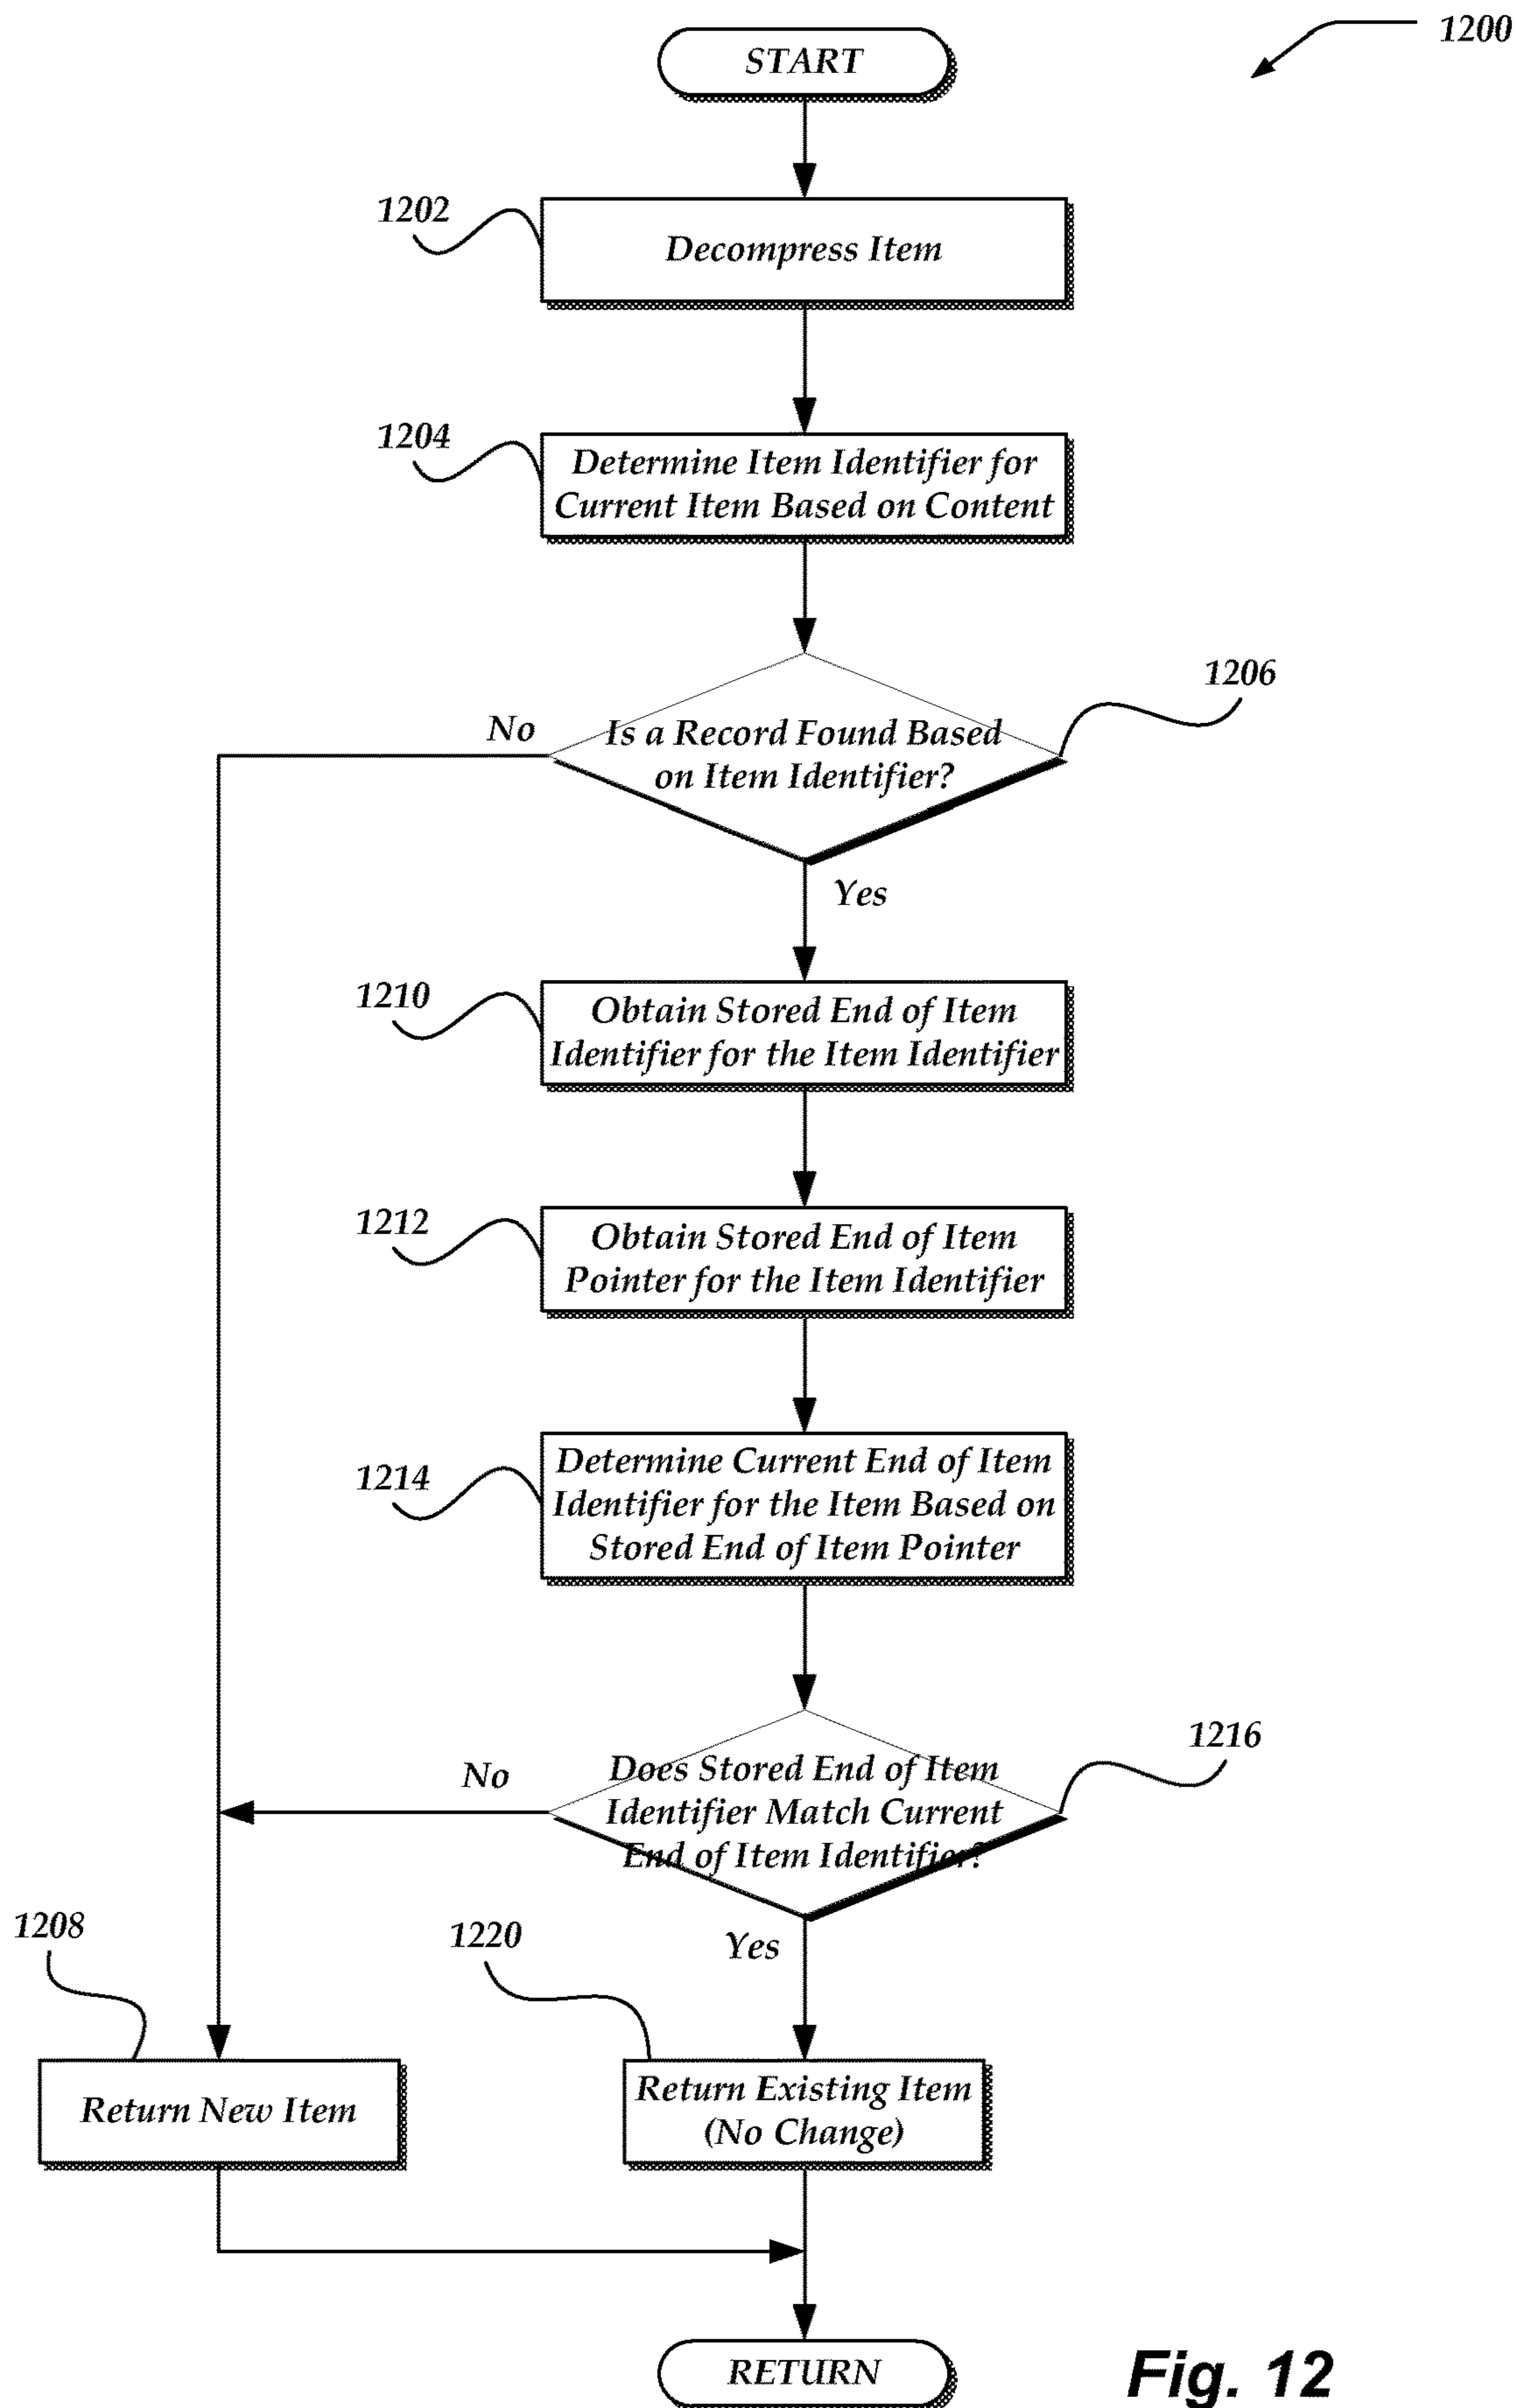 1200
START
1202
Decompress Item
1204
Determine Item Identifier for
Current Item Based on Content
1206
No
Is a Record Found Based
on Item Identifier?
Yes
1210
Obtain Stored End of Item
Identifier for the Item Identifier
1212
Obtain Stored End of Item
Pointer for the Item Identifier
1214
Determine Current End of Item
Identifier for the Item Based on
Stored End of Item Pointer
1216
No
Does Stored End of Item
Identifier Match Current
End of Item Identifier?
1208
1220
Yes
Return New Item
Return Existing Item
(No Change)
RETURN
Fig. 12